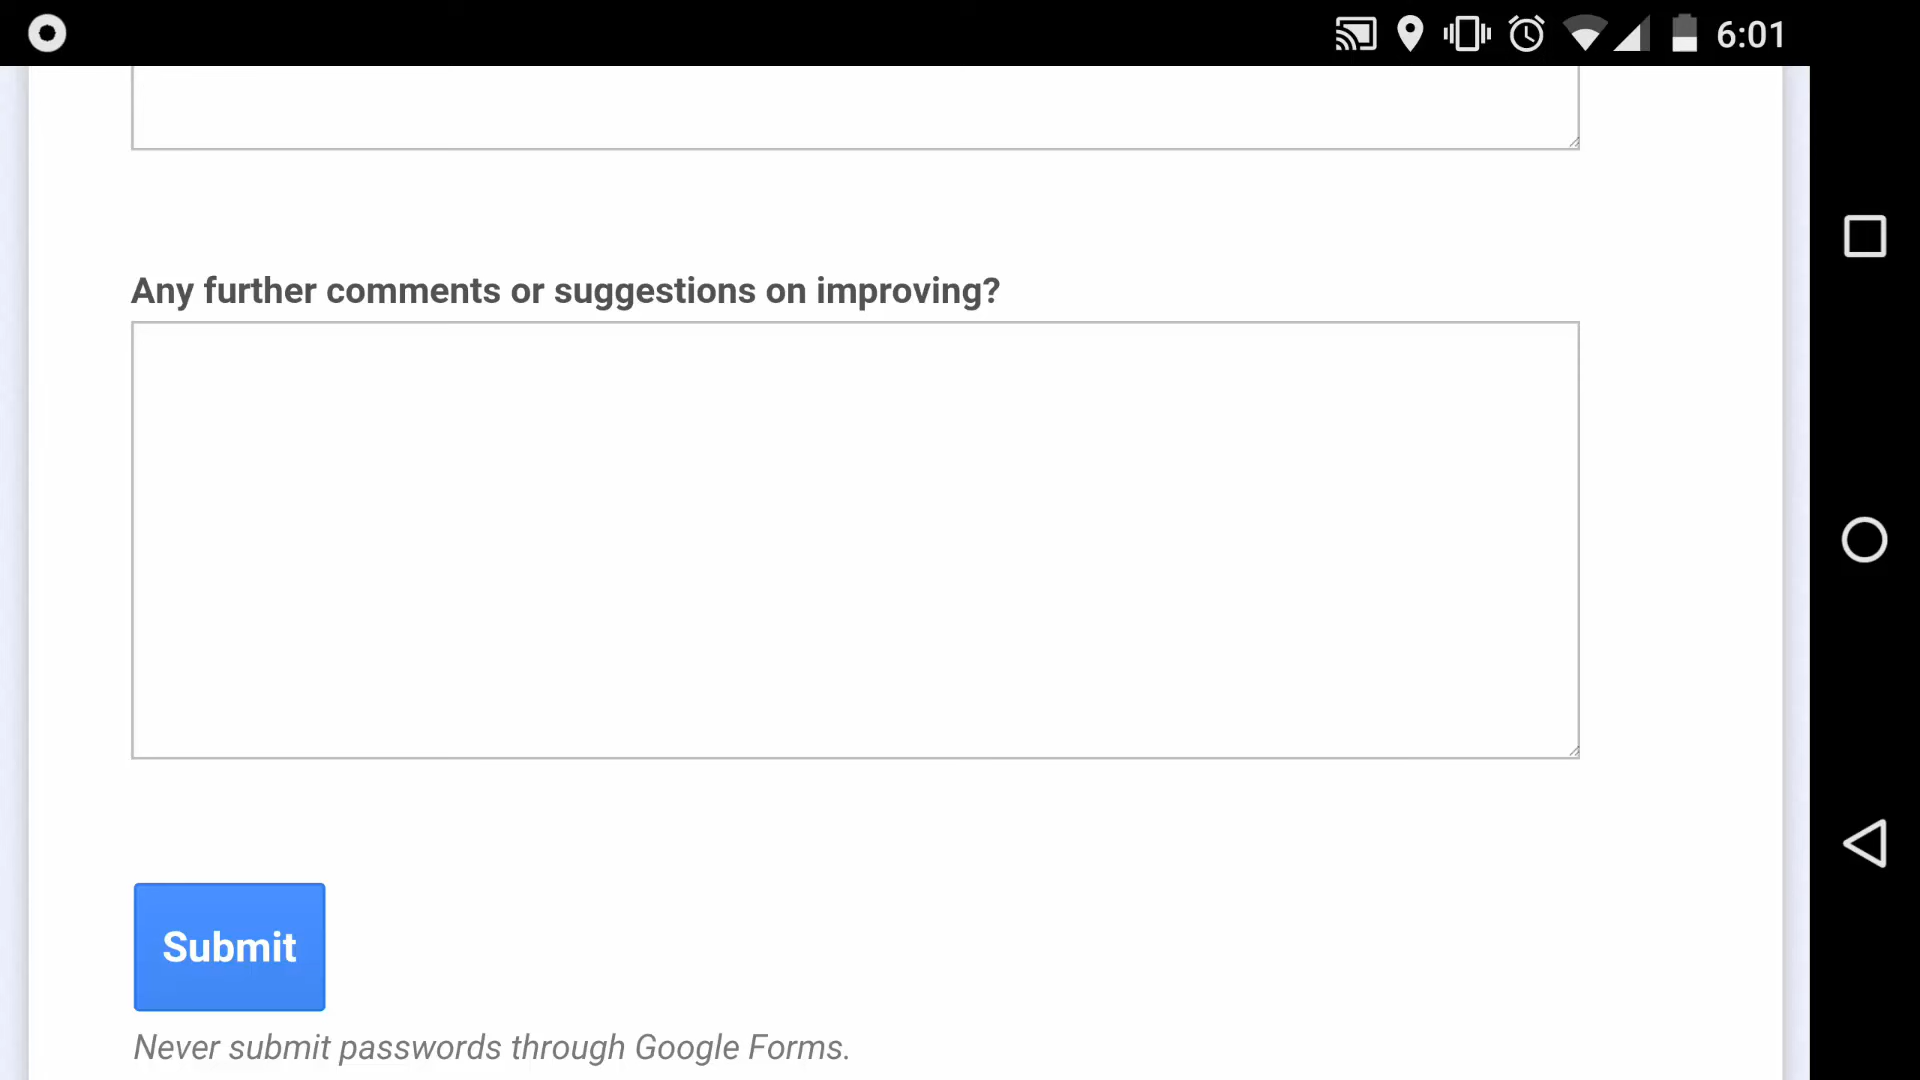 6:01
Any further comments or suggestions on improving?
Submit
Never submit passwords through Google Forms.